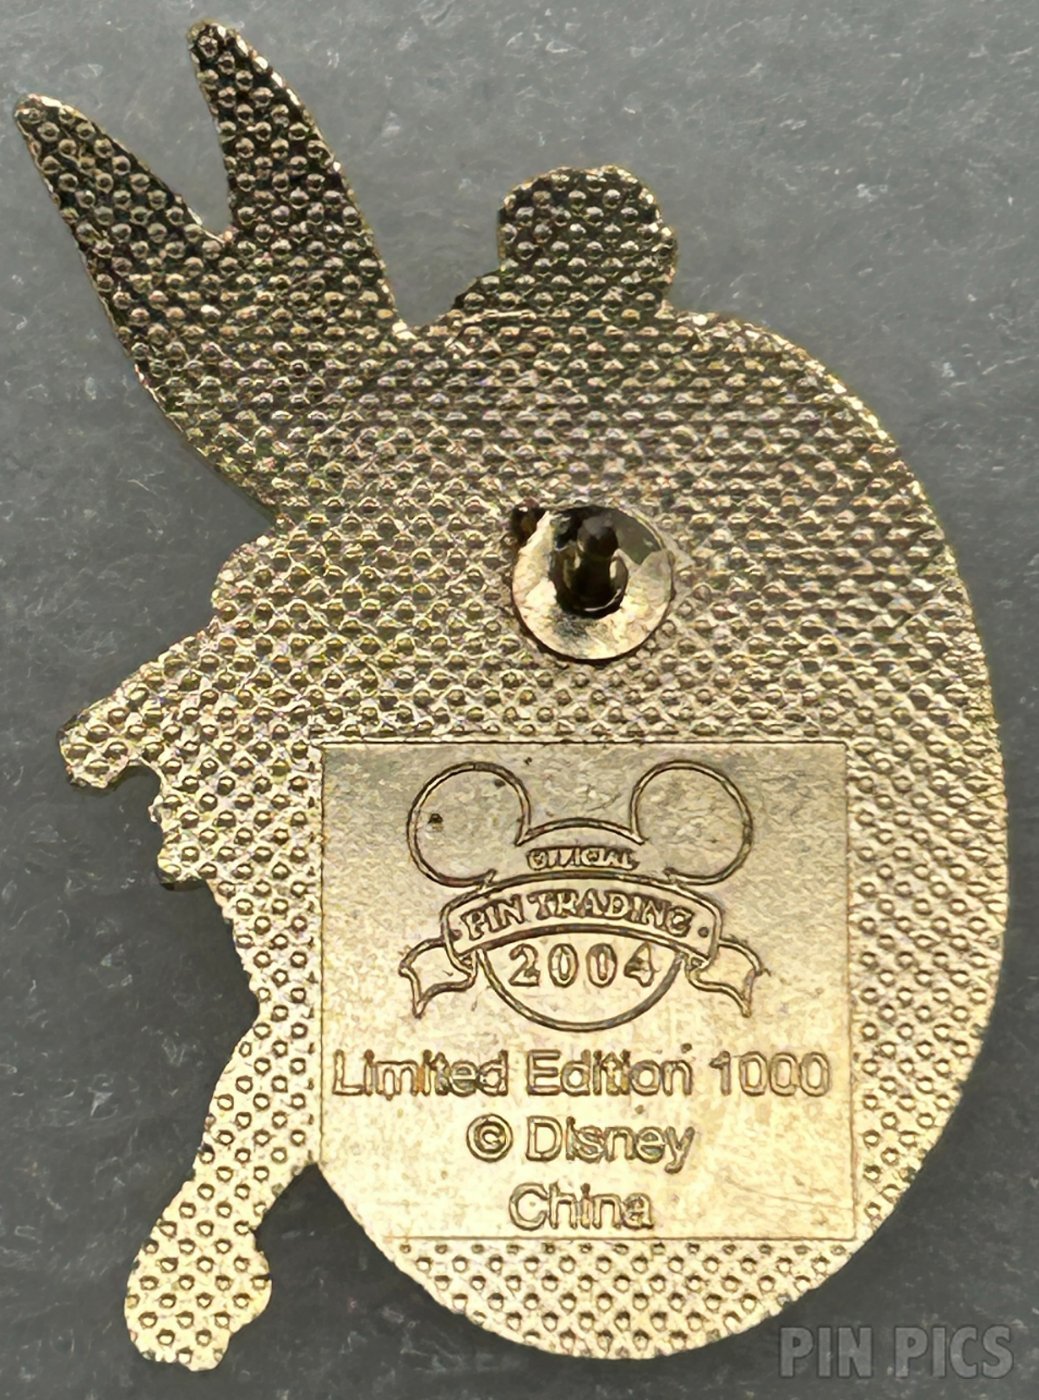 OFFICIAL
PIN TRADING
2004
Limited Edition 1000
© Disney
China
PIN PICS